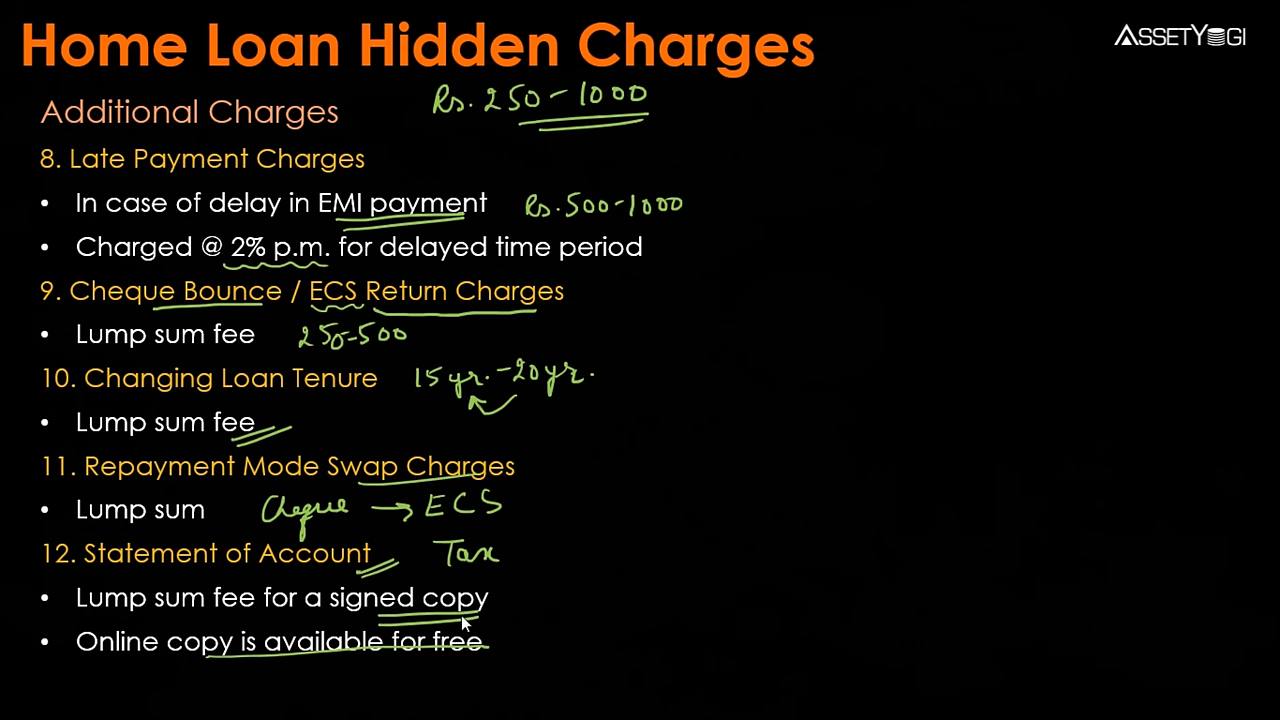 Home Loan Hidden Charges
ASSETYOGI
Additional Charges Rs. 250-1000
8. Late Payment Charges
• In case of delay in EMI payment Rs. 500-1000
• Charged @ 2% p.m. for delayed time period
9. Cheque Bounce / ECS Return Charges
• Lump sum fee 250-500
10. Changing Loan Tenure 15 yr. - 20 yr.
• Lump sum fee
11. Repayment Mode Swap Charges
• Lump sum Cheque → ECS
12. Statement of Account Tax
• Lump sum fee for a signed copy
• Online copy is available for free